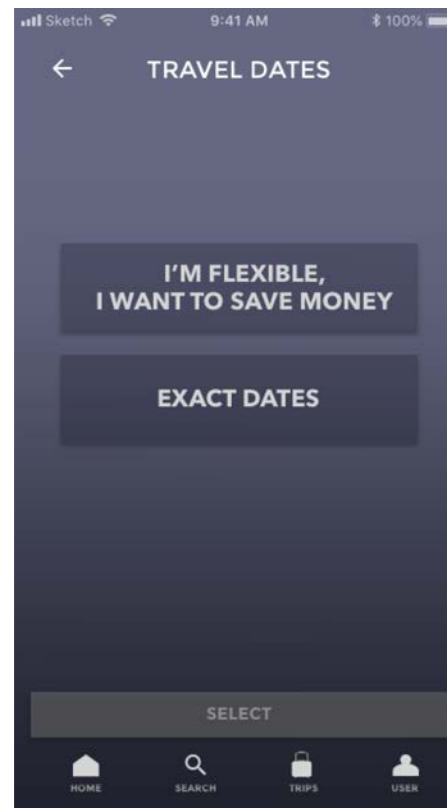 Sketch 9:41 AM 100%
TRAVEL DATES
I’M FLEXIBLE,
I WANT TO SAVE MONEY
EXACT DATES
SELECT
HOME SEARCH TRIPS USER